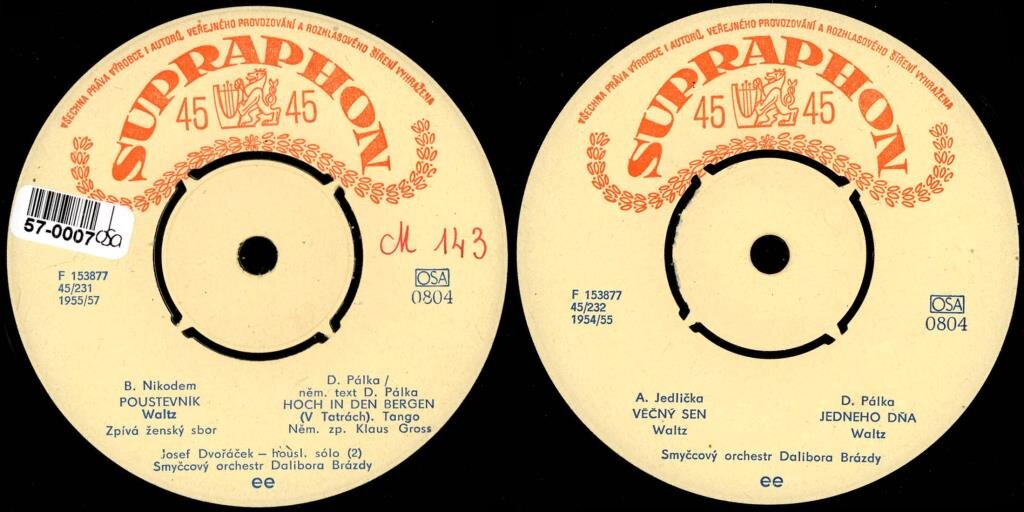 VŠECHNA PRÁVA VÝROBCE I AUTORŮ, VEŘEJNÉHO PROVOZOVÁNÍ A ROZHLASOVÉHO ŠÍŘENÍ VYHRAŽENA
SUPRAPHON
45 45
57-0007 osa
M 143
F 153877
45/231
1955/57
OSA
0804
B. Nikodem
POUSTEVNÍK
Waltz
Zpívá ženský sbor
D. Pálka /
něm. text D. Pálka
HOCH IN DEN BERGEN
(V Tatrách). Tango
Něm. zp. Klaus Gross
Josef Dvořáček — housl. sólo (2)
Smyčcový orchestr Dalibora Brázdy
ee
VŠECHNA PRÁVA VÝROBCE I AUTORŮ, VEŘEJNÉHO PROVOZOVÁNÍ A ROZHLASOVÉHO ŠÍŘENÍ VYHRAŽENA
SUPRAPHON
45 45
F 153877
45/232
1954/55
OSA
0804
A. Jedlička
VĚČNÝ SEN
Waltz
D. Pálka
JEDNEHO DŇA
Waltz
Smyčcový orchestr Dalibora Brázdy
ee